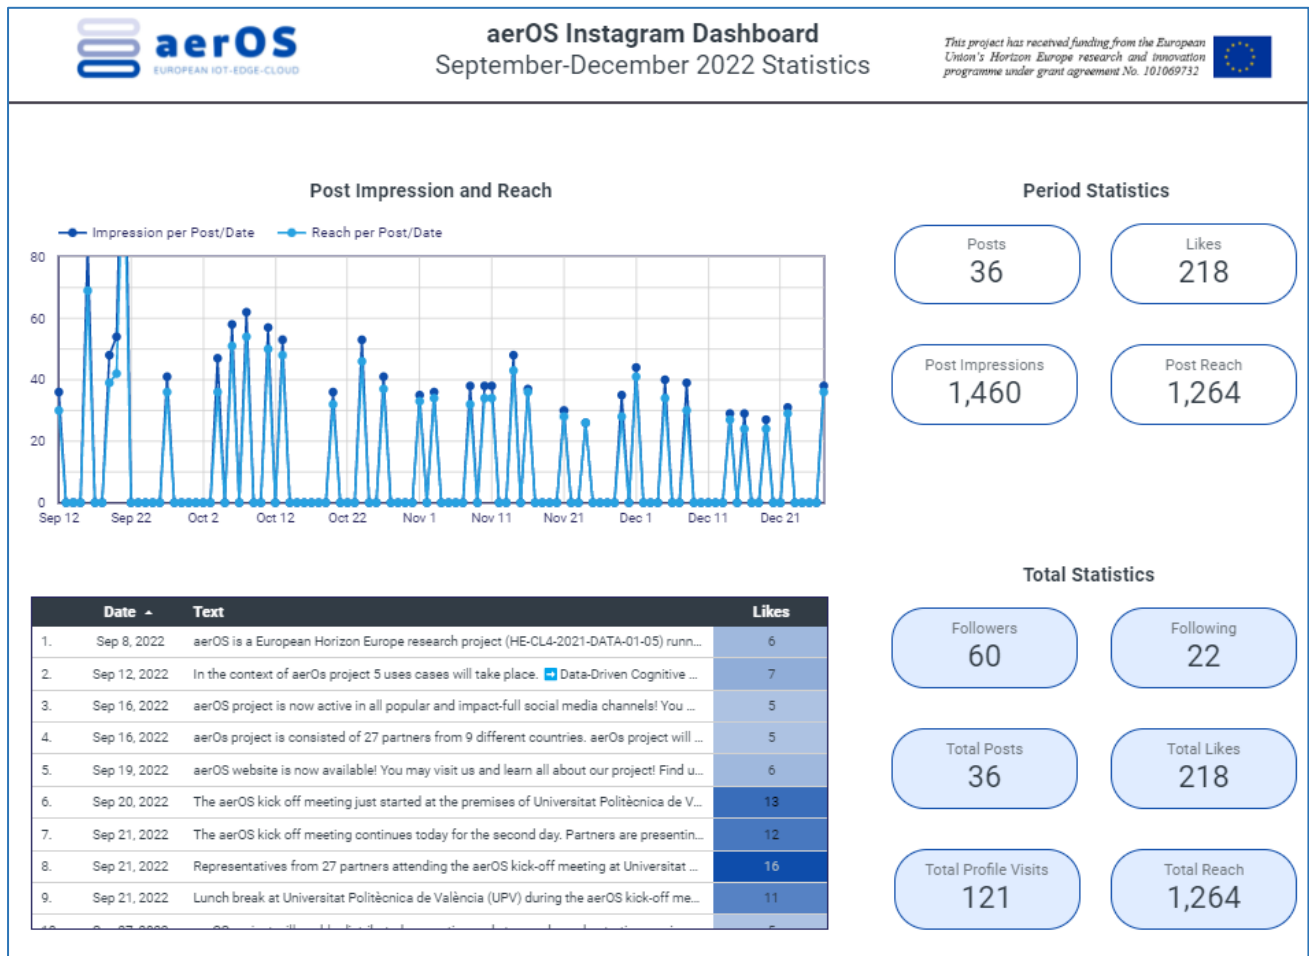 aerOS
EUROPEAN IOT-EDGE-CLOUD
aerOS Instagram Dashboard
September-December 2022 Statistics
This project has received funding from the European
Union's Horizon Europe research and innovation
programme under grant agreement No. 101069732
Post Impression and Reach
Impression per Post/Date
Reach per Post/Date
80
60
40
20
0
Sep 12
Sep 22
Oct 2
Oct 12
Oct 22
Nov 1
Nov 11
Nov 21
Dec 1
Dec 11
Dec 21
Period Statistics
Posts
36
Likes
218
Post Impressions
1,460
Post Reach
1,264
Date Text Likes
1. Sep 8, 2022 aerOS is a European Horizon Europe research project (HE-CL4-2021-DATA-01-05) runn... 6
2. Sep 12, 2022 In the context of aerOs project 5 uses cases will take place. ➡ Data-Driven Cognitive ... 7
3. Sep 16, 2022 aerOS project is now active in all popular and impact-full social media channels! You ... 5
4. Sep 16, 2022 aerOs project is consisted of 27 partners from 9 different countries. aerOs project will ... 5
5. Sep 19, 2022 aerOS website is now available! You may visit us and learn all about our project! Find u... 6
6. Sep 20, 2022 The aerOS kick off meeting just started at the premises of Universitat Politècnica de V... 13
7. Sep 21, 2022 The aerOS kick off meeting continues today for the second day. Partners are presentin... 12
8. Sep 21, 2022 Representatives from 27 partners attending the aerOS kick-off meeting at Universitat ... 16
9. Sep 21, 2022 Lunch break at Universitat Politècnica de València (UPV) during the aerOS kick-off me... 11
Total Statistics
Followers
60
Following
22
Total Posts
36
Total Likes
218
Total Profile Visits
121
Total Reach
1,264